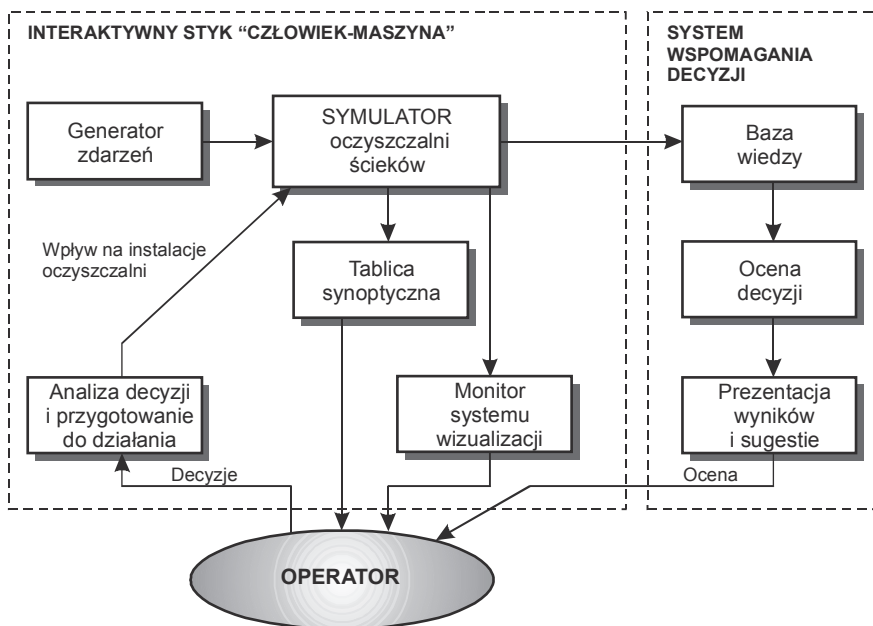 INTERAKTYWNY STYK “CZŁOWIEK-MASZYNA”
SYSTEM
WSPOMAGANIA
DECYZJI
Generator
zdarzeń
SYMULATOR
oczyszczalni
ścieków
Baza
wiedzy
Wpływ na instalacje
oczyszczalni
Tablica
synoptyczna
Ocena
decyzji
Analiza decyzji
i przygotowanie
do działania
Monitor
systemu
wizualizacji
Prezentacja
wyników
i sugestie
Decyzje
Ocena
OPERATOR